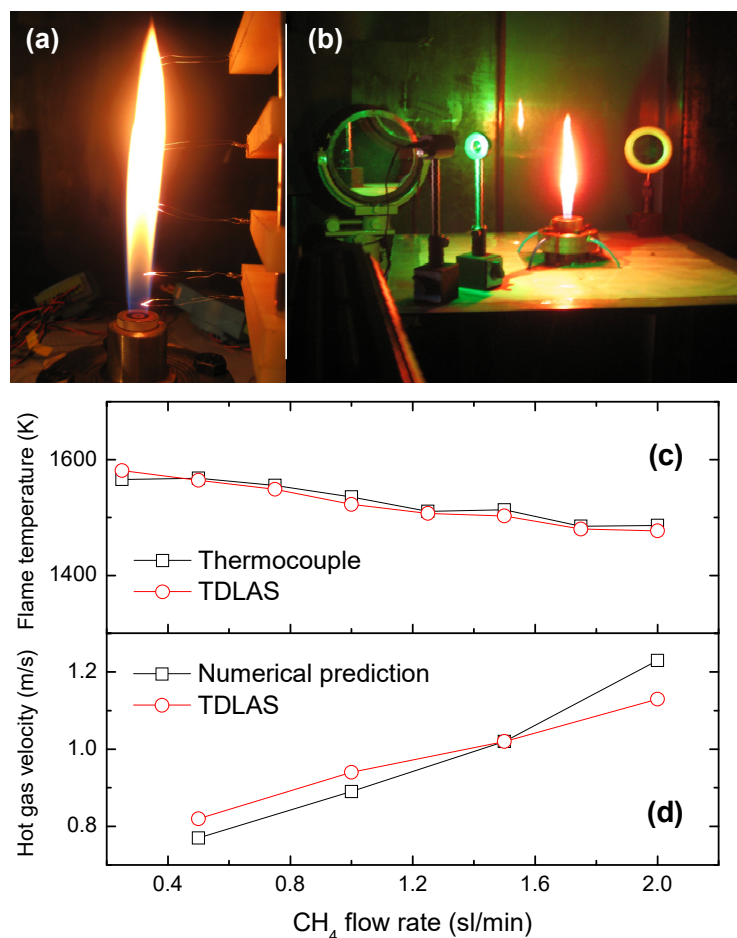 (a)
(b)
(c)
Flame temperature (K)
1600
1400
Thermocouple
TDLAS
Numerical prediction
TDLAS
(d)
Hot gas velocity (m/s)
1.2
1.0
0.8
0.4 0.8 1.2 1.6 2.0
CH₄ flow rate (sl/min)